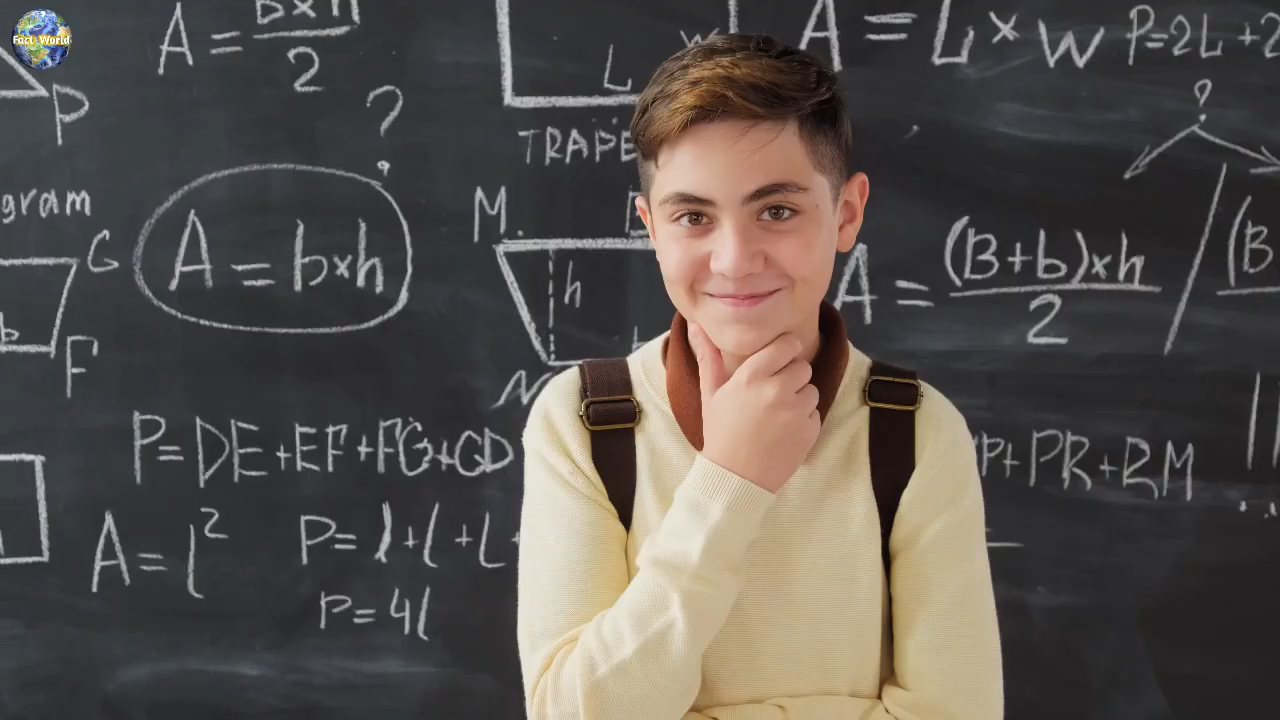 Fact World
A = b×h / 2
L
W
A = L × W
P=2L +2
P
?
?
TRAPE
gram
G
A = b×h
M
h
A = (B+b)×h / 2
(B
b
F
N
P=DE+EF+FG+GD
P+PR+RM
A = l²
P= l+l+L+
P=4l